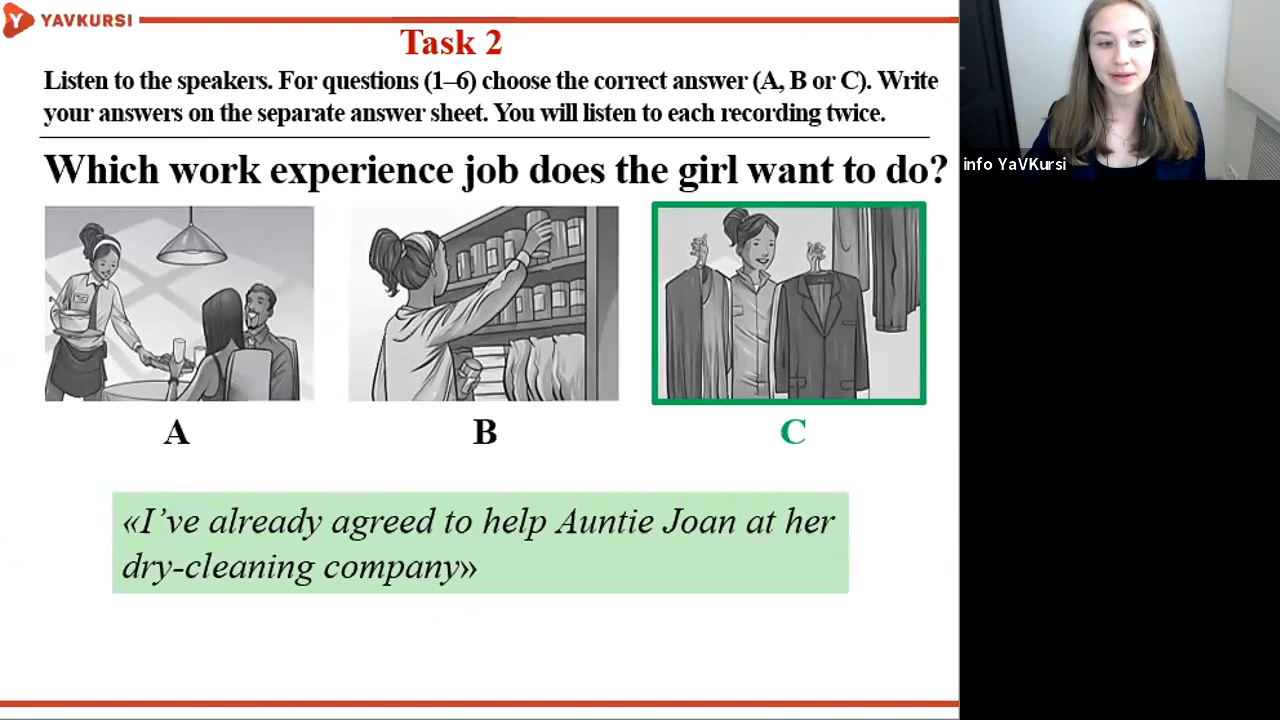 YAVKURSI
Task 2
Listen to the speakers. For questions (1–6) choose the correct answer (A, B or C). Write
your answers on the separate answer sheet. You will listen to each recording twice.
Which work experience job does the girl want to do?
A
B
C
«I’ve already agreed to help Auntie Joan at her
dry-cleaning company»
info YaVKursi